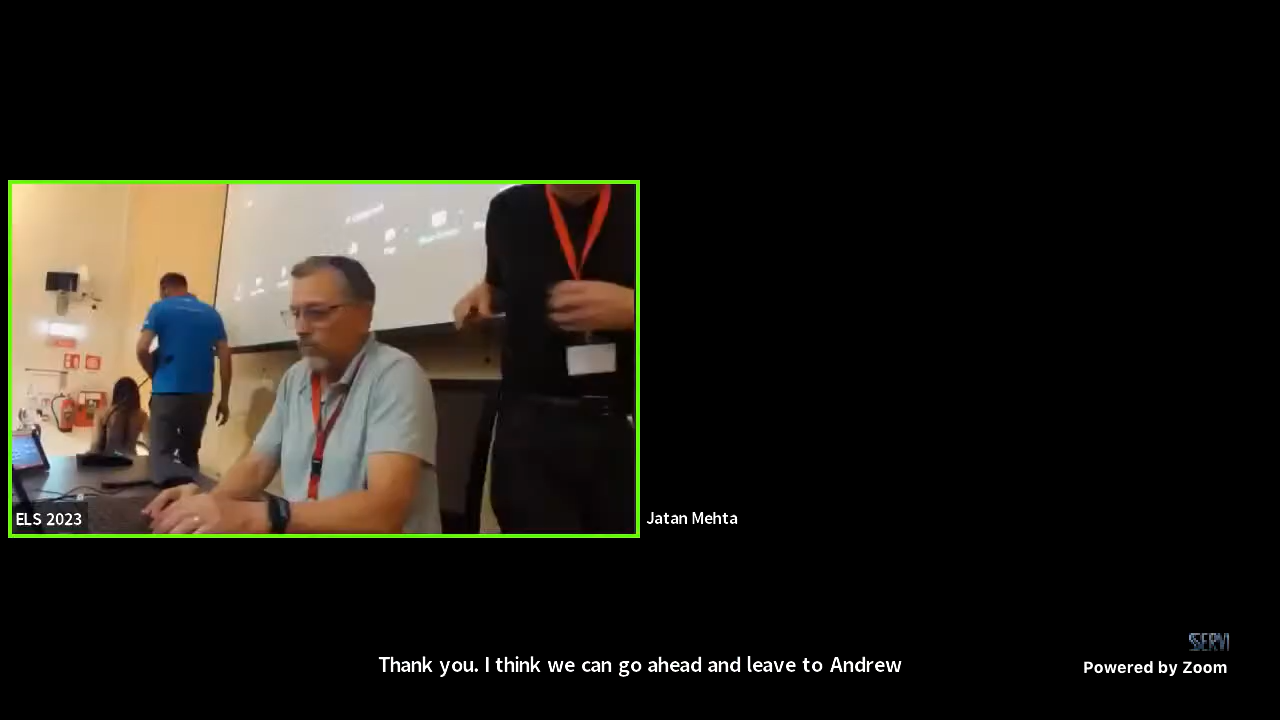 ELS 2023
Jatan Mehta
Thank you. I think we can go ahead and leave to Andrew
SERVI
Powered by Zoom